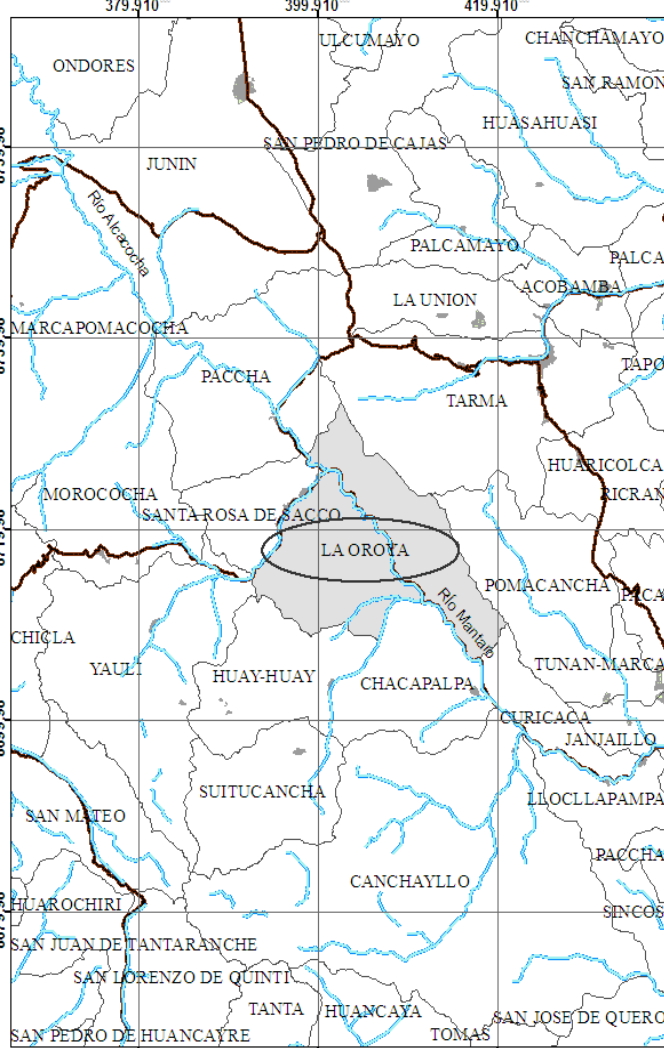 379,910
399,910
419,910
ULCUMAYO
CHANCHAMAYO
ONDORES
SAN RAMON
HUASAHUASI
SAN PEDRO DE CAJAS
JUNIN
Río Alcacocha
PALCAMAYO
PALCA
ACOBAMBA
LA UNION
MARCAPOMACOCHA
TAPO
PACCHA
TARMA
HUARICOLCA
MOROCOCHA
RICRAN
SANTA ROSA DE SACCO
LA OROYA
POMACANCHA
PACA
Río Mantaro
CHICLA
YAULI
TUNAN-MARCA
HUAY-HUAY
CHACAPALPA
CURICACA
JANJAILLO
SUITUCANCHA
LLOCLLAPAMPA
SAN MATEO
PACCHA
CANCHAYLLO
HUAROCHIRI
SINCOS
SAN JUAN DE TANTARANCHE
SAN LORENZO DE QUINTI
TANTA
HUANCAYA
SAN JOSE DE QUERO
SAN PEDRO DE HUANCAYRE
TOMAS